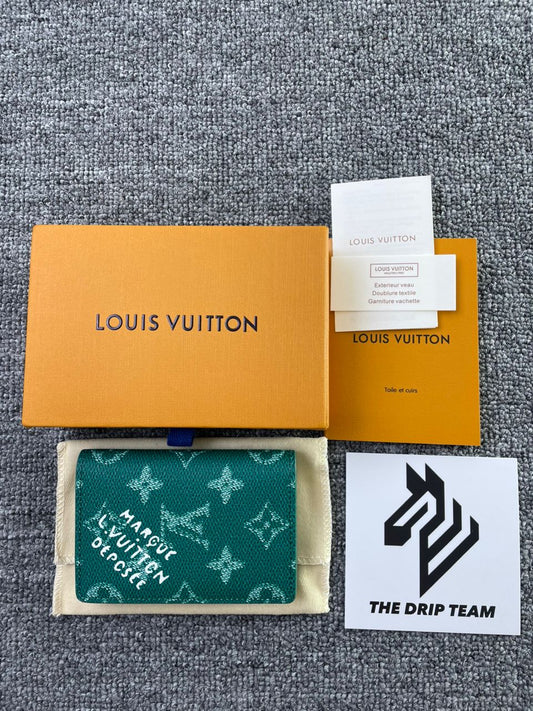 LOUIS VUITTON
LOUIS VUITTON
LOUIS VUITTON
Exterieur veau
Doublure textile
Garniture vachette
LOUIS VUITTON
Toile et cuirs
MARQUE
L.VUITTON
DÉPOSÉE
THE DRIP TEAM